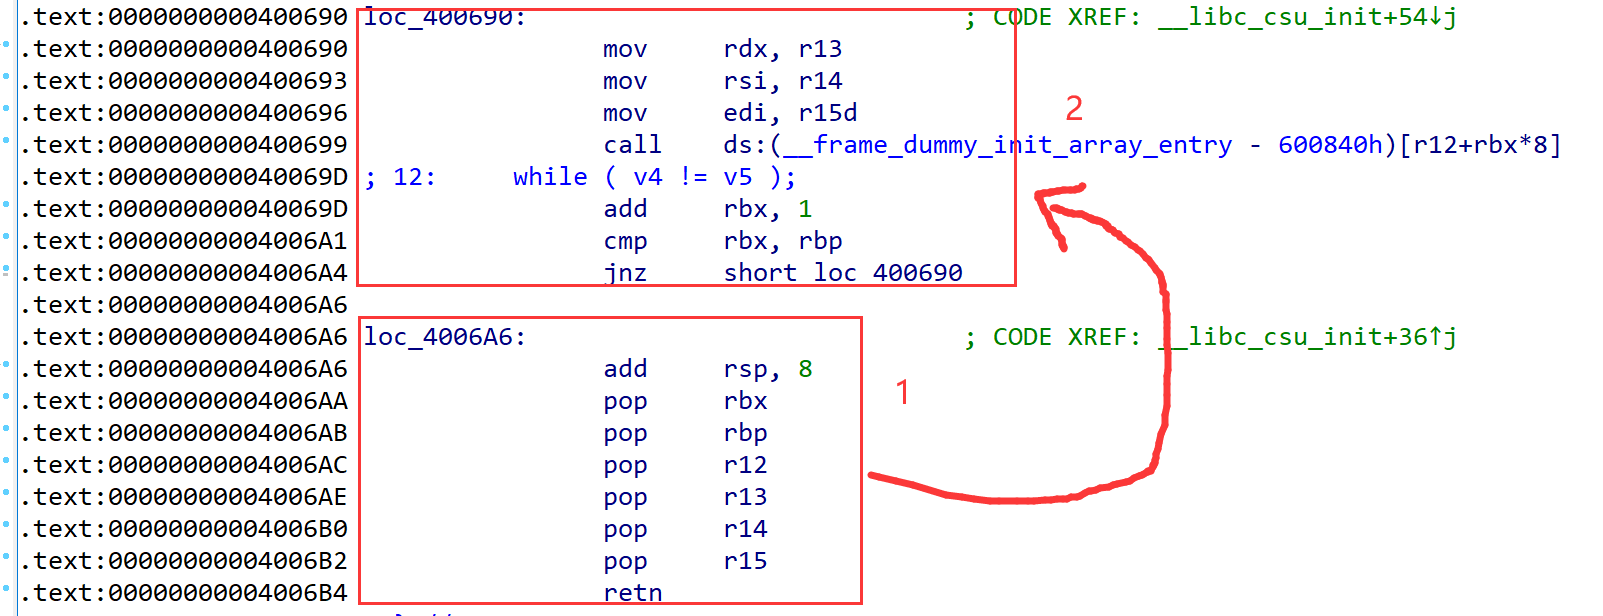 .text:0000000000400690 loc_400690: ; CODE XREF: __libc_csu_init+54↓j
.text:0000000000400690 mov rdx, r13
.text:0000000000400693 mov rsi, r14
.text:0000000000400696 mov edi, r15d
2
.text:0000000000400699 call ds:(__frame_dummy_init_array_entry - 600840h)[r12+rbx*8]
.text:000000000040069D ; 12: while ( v4 != v5 );
.text:000000000040069D add rbx, 1
.text:00000000004006A1 cmp rbx, rbp
.text:00000000004006A4 jnz short loc_400690
.text:00000000004006A6
.text:00000000004006A6 loc_4006A6: ; CODE XREF: __libc_csu_init+36↑j
.text:00000000004006A6 add rsp, 8
.text:00000000004006AA pop rbx
1
.text:00000000004006AB pop rbp
.text:00000000004006AC pop r12
.text:00000000004006AE pop r13
.text:00000000004006B0 pop r14
.text:00000000004006B2 pop r15
.text:00000000004006B4 retn